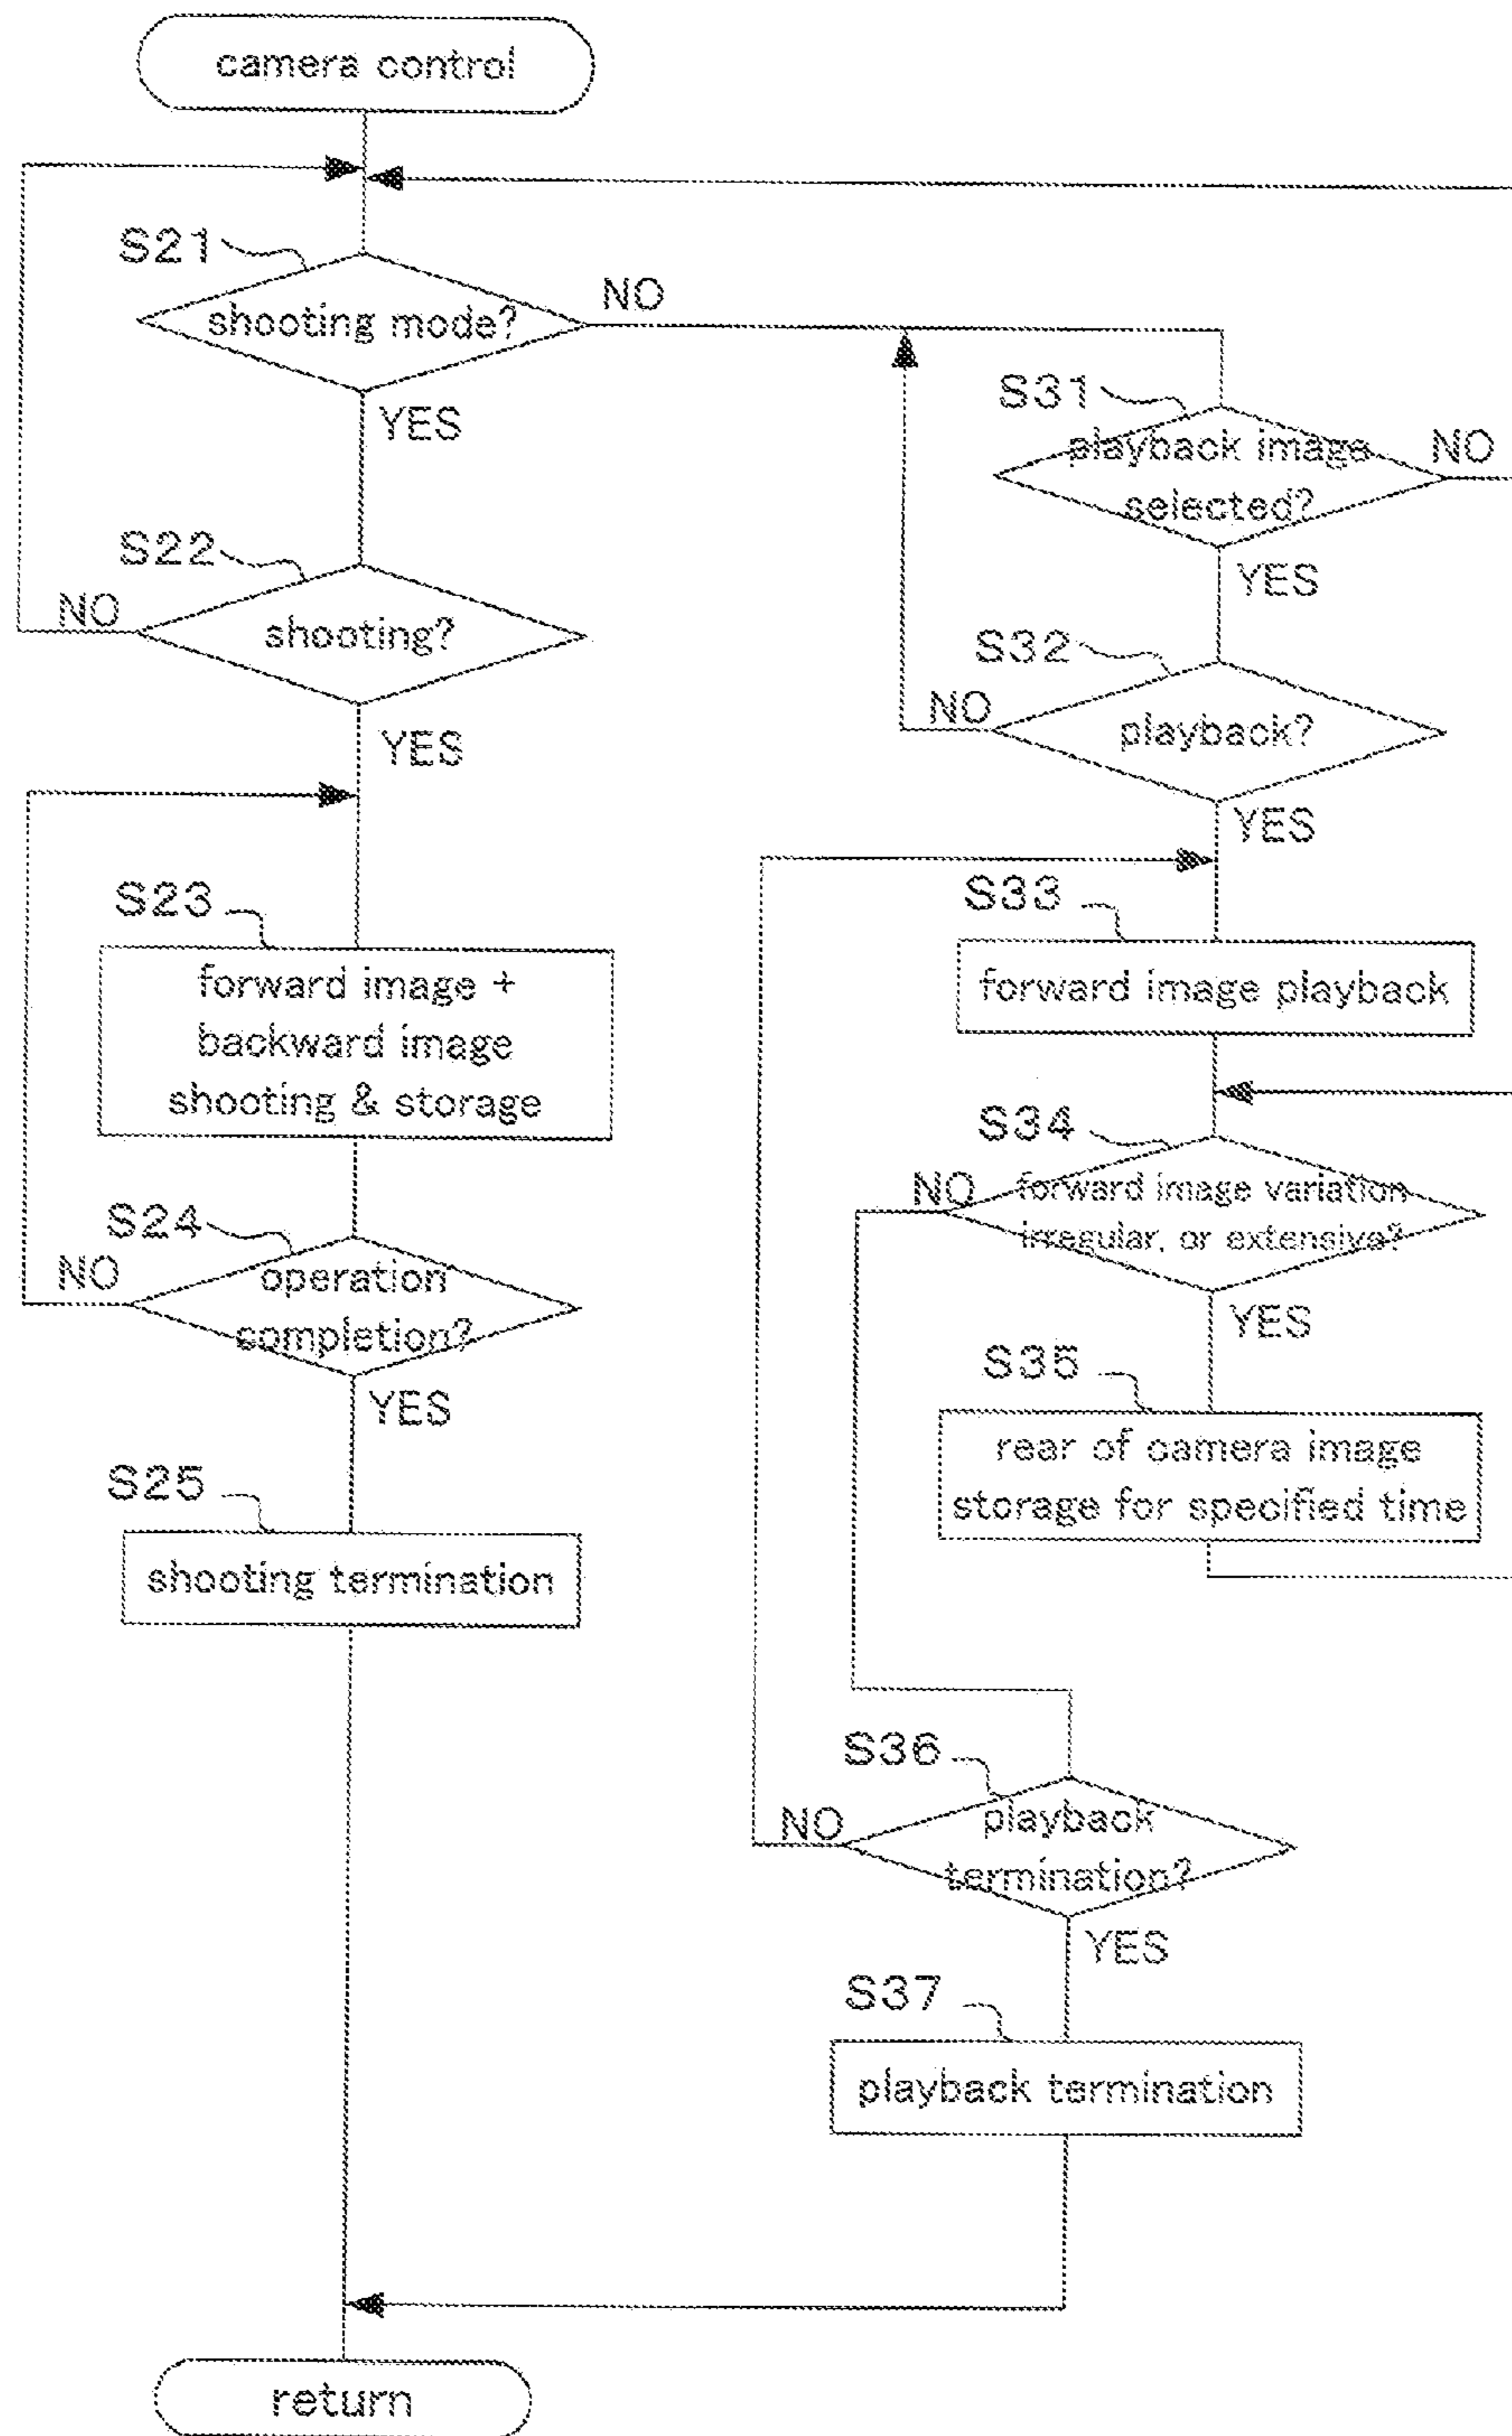 camera control
S21
shooting mode?
NO
YES
S22
NO
shooting?
YES
S23
forward image +
backward image
shooting & storage
S24
NO
operation
completion?
YES
S25
shooting termination
S31
playback image
selected?
NO
YES
S32
NO
playback?
YES
S33
forward image playback
S34
NO
forward image variation
irregular, or extensive?
YES
S35
rear of camera image
storage for specified time
S36
NO
playback
termination?
YES
S37
playback termination
return